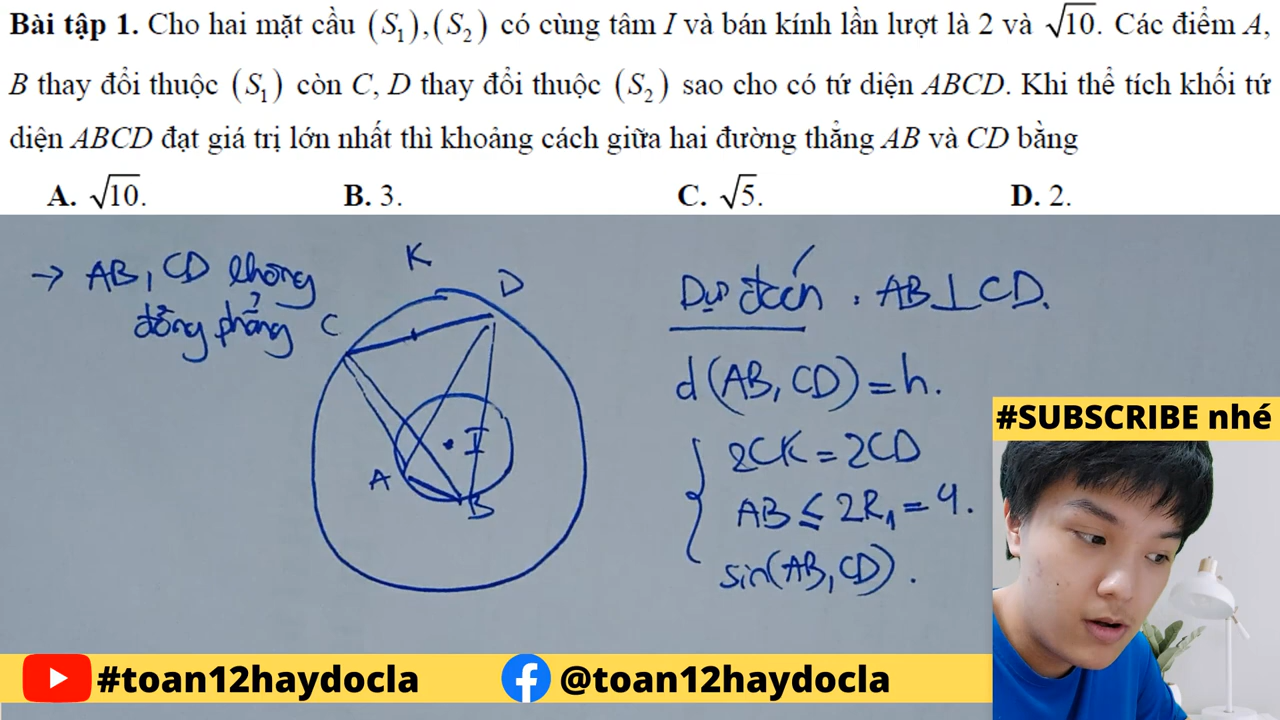 Bài tập 1. Cho hai mặt cầu (S₁),(S₂) có cùng tâm I và bán kính lần lượt là 2 và √10. Các điểm A,
B thay đổi thuộc (S₁) còn C, D thay đổi thuộc (S₂) sao cho có tứ diện ABCD. Khi thể tích khối tứ
diện ABCD đạt giá trị lớn nhất thì khoảng cách giữa hai đường thẳng AB và CD bằng
A. √10. B. 3. C. √5. D. 2.
→ AB, CD không
đồng phẳng
K
D
C
I
A
B
Dự đoán : AB⊥CD.
d(AB, CD) = h.
2CK = 2CD
AB ≤ 2R₁ = 4.
sin(AB, CD).
#SUBSCRIBE nhé
#toan12haydocla
@toan12haydocla